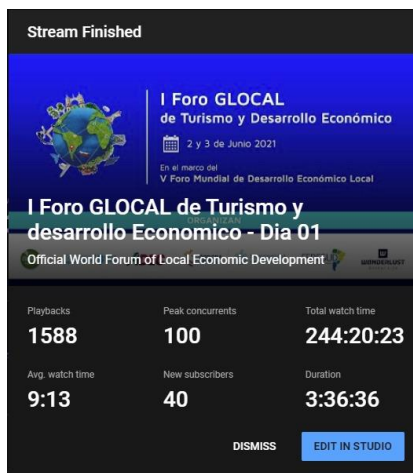 Stream Finished
I Foro GLOCAL
de Turismo y Desarrollo Económico
2 y 3 de Junio 2021
En el marco del
V Foro Mundial de Desarrollo Económico Local
I Foro GLOCAL de Turismo y
ORGANIZAN
desarrollo Economico - Dia 01
Official World Forum of Local Economic Development
WONDERLUST
Playbacks
Peak concurrents
Total watch time
1588
100
244:20:23
Avg. watch time
New subscribers
Duration
9:13
40
3:36:36
DISMISS
EDIT IN STUDIO